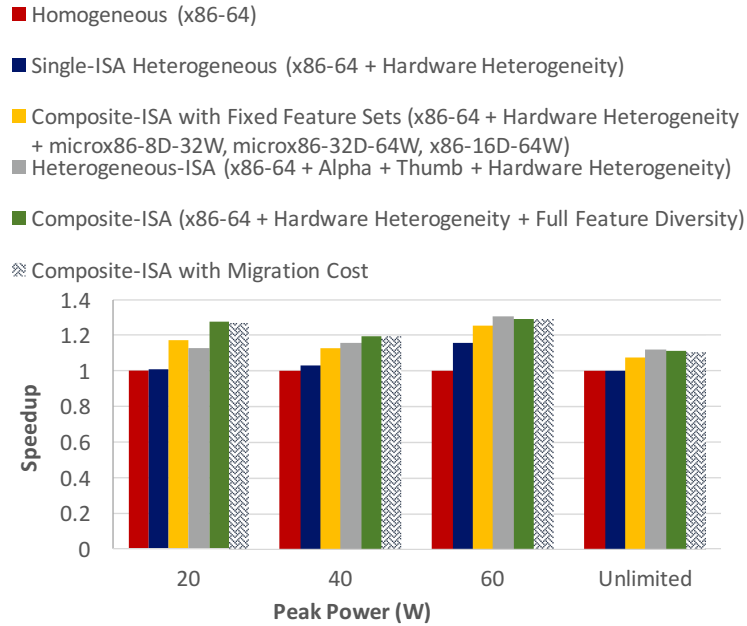 Homogeneous (x86-64)
Single-ISA Heterogeneous (x86-64 + Hardware Heterogeneity)
Composite-ISA with Fixed Feature Sets (x86-64 + Hardware Heterogeneity
+ microx86-8D-32W, microx86-32D-64W, x86-16D-64W)
Heterogeneous-ISA (x86-64 + Alpha + Thumb + Hardware Heterogeneity)
Composite-ISA (x86-64 + Hardware Heterogeneity + Full Feature Diversity)
Composite-ISA with Migration Cost
1.4
1.2
1
0.8
0.6
0.4
0.2
0
Speedup
20 40 60 Unlimited
Peak Power (W)